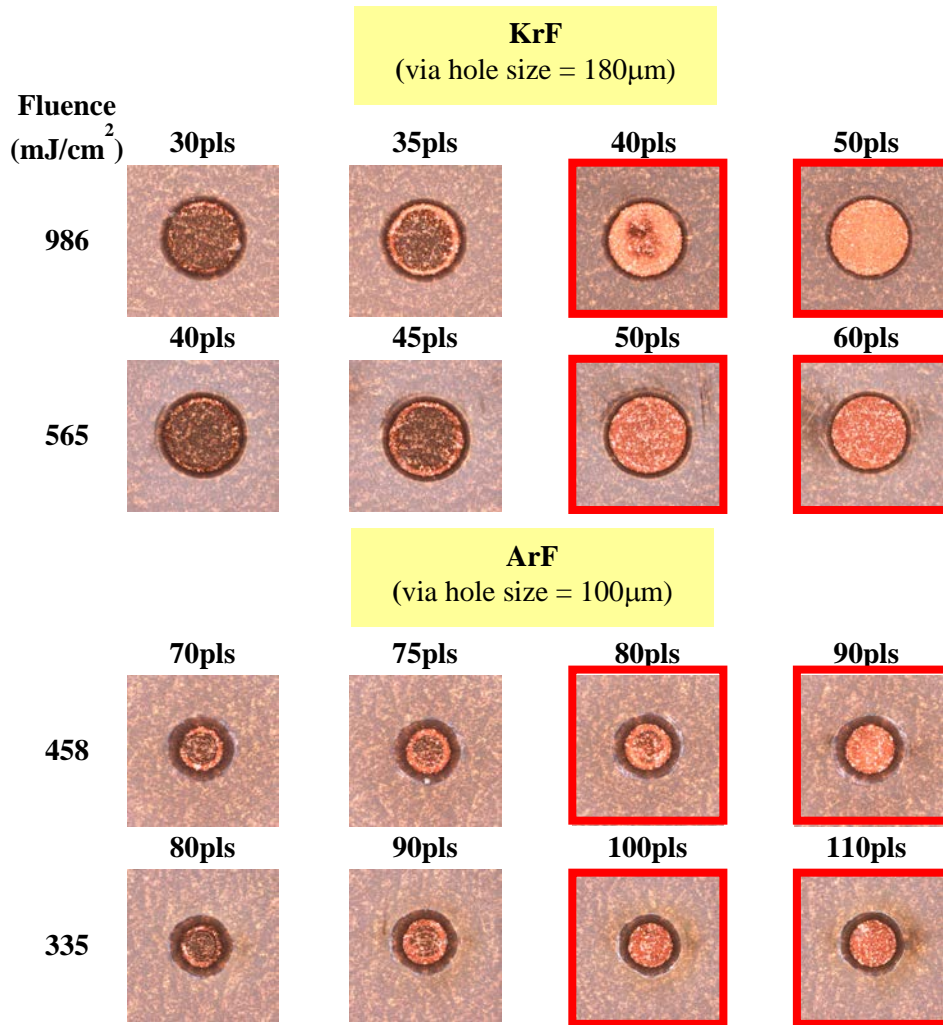 KrF
(via hole size = 180μm)
Fluence
(mJ/cm²)
30pls 35pls 40pls 50pls
986
40pls 45pls 50pls 60pls
565
ArF
(via hole size = 100μm)
70pls 75pls 80pls 90pls
458
80pls 90pls 100pls 110pls
335